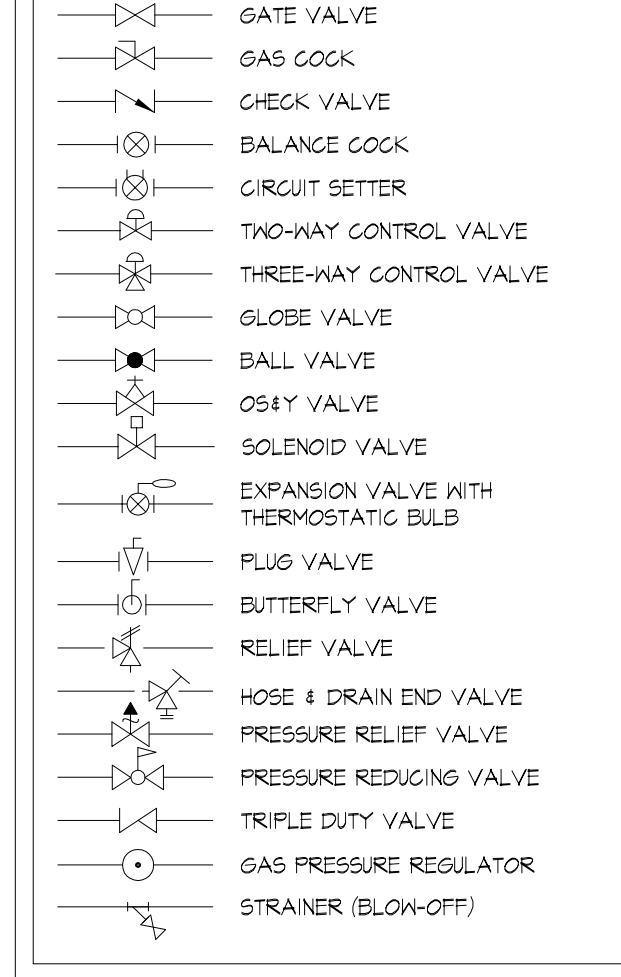 GATE VALVE
GAS COCK
CHECK VALVE
BALANCE COCK
CIRCUIT SETTER
TWO-WAY CONTROL VALVE
THREE-WAY CONTROL VALVE
GLOBE VALVE
BALL VALVE
OS&Y VALVE
SOLENOID VALVE
EXPANSION VALVE WITH
THERMOSTATIC BULB
PLUG VALVE
BUTTERFLY VALVE
RELIEF VALVE
HOSE & DRAIN END VALVE
PRESSURE RELIEF VALVE
PRESSURE REDUCING VALVE
TRIPLE DUTY VALVE
GAS PRESSURE REGULATOR
STRAINER (BLOW-OFF)